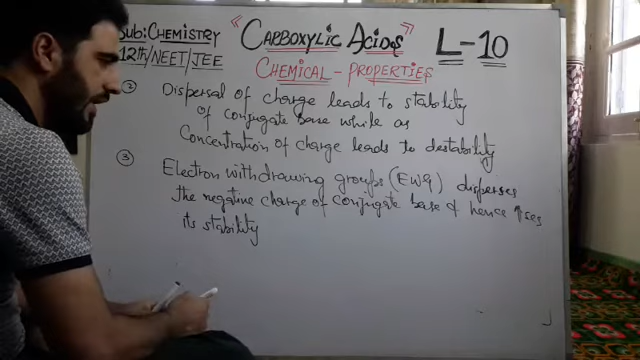 Sub: Chemistry
12th/NEET/JEE
"Carboxylic Acids"
L-10
Chemical - Properties
② Dispersal of charge leads to stability
of conjugate base while as
Concentration of charge leads to destability
③ Electron withdrawing groups (EWG) disperses
the negative charge of conjugate base & hence ↑ses
its stability